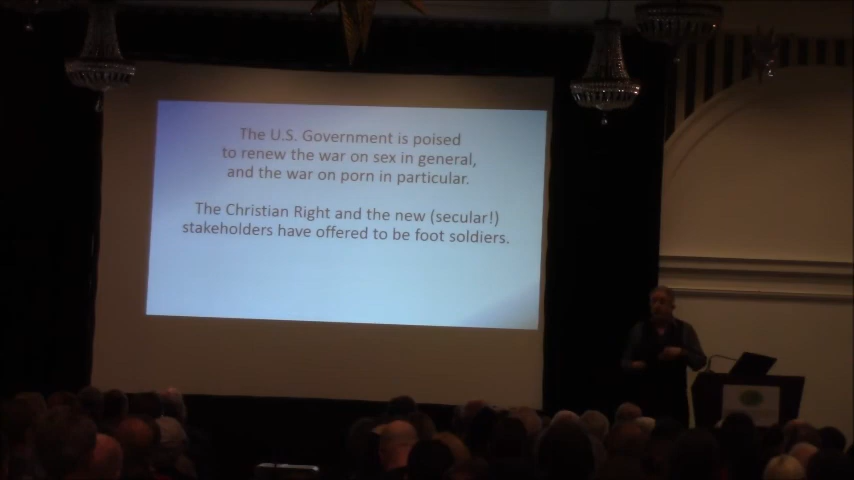 The U.S. Government is poised
to renew the war on sex in general,
and the war on porn in particular.
The Christian Right and the new (secular!)
stakeholders have offered to be foot soldiers.